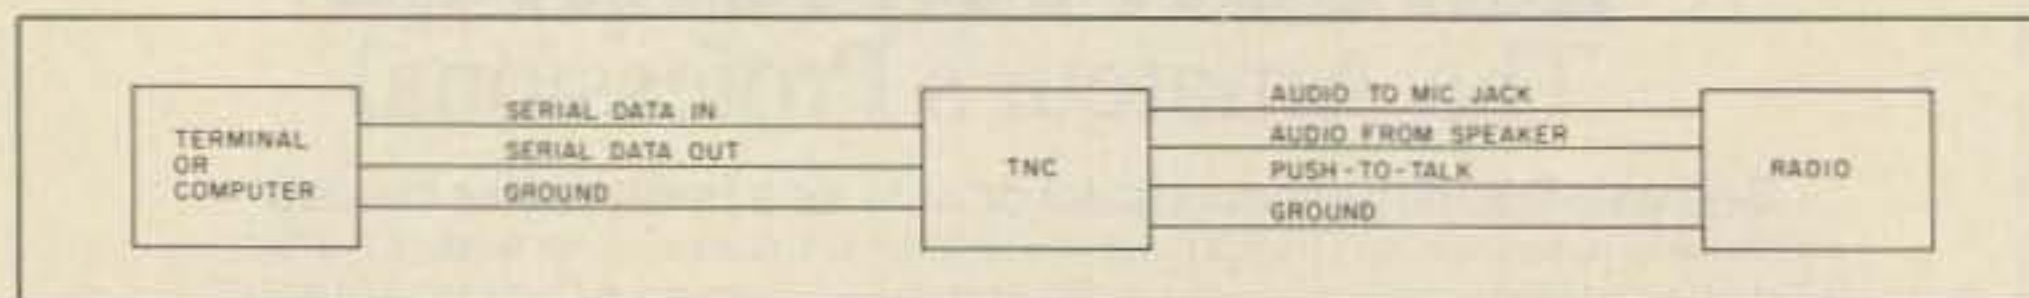 TERMINAL
OR
COMPUTER
SERIAL DATA IN
SERIAL DATA OUT
GROUND
TNC
AUDIO TO MIC JACK
AUDIO FROM SPEAKER
PUSH-TO-TALK
GROUND
RADIO